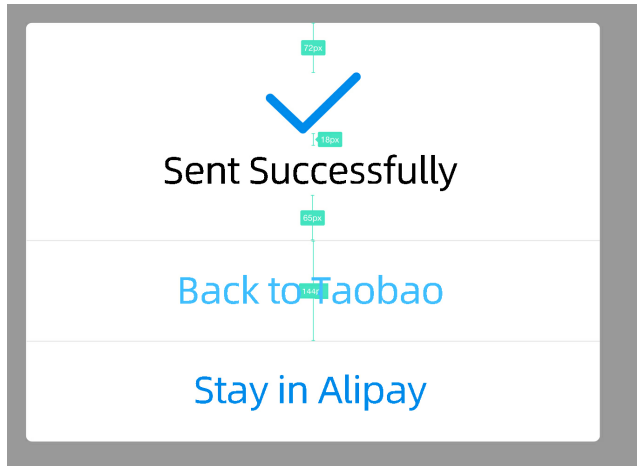 72px
18px
Sent Successfully
65px
Back to Taobao
Stay in Alipay